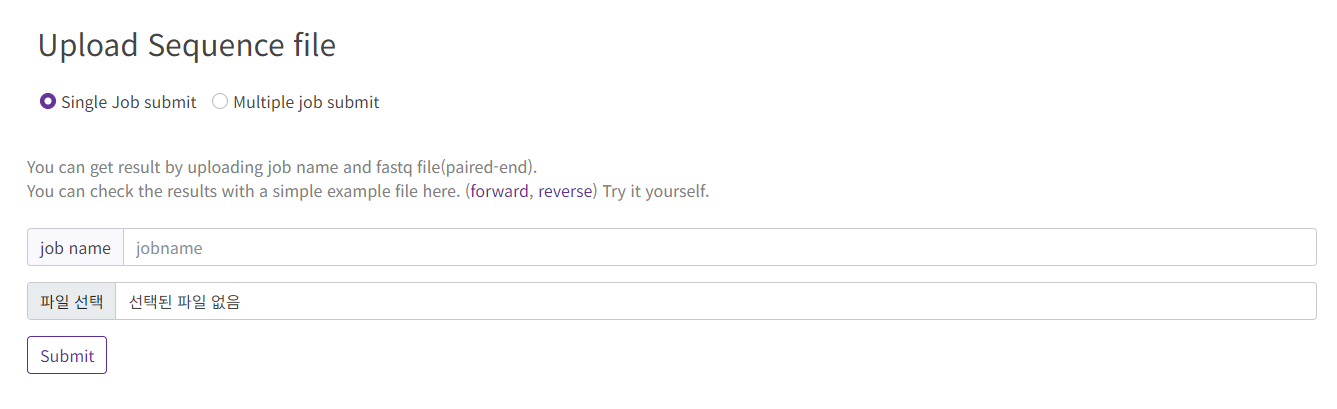 Upload Sequence file
Single Job submit Multiple job submit
You can get result by uploading job name and fastq file(paired-end).
You can check the results with a simple example file here. (forward, reverse) Try it yourself.
job name jobname
파일 선택 선택된 파일 없음
Submit